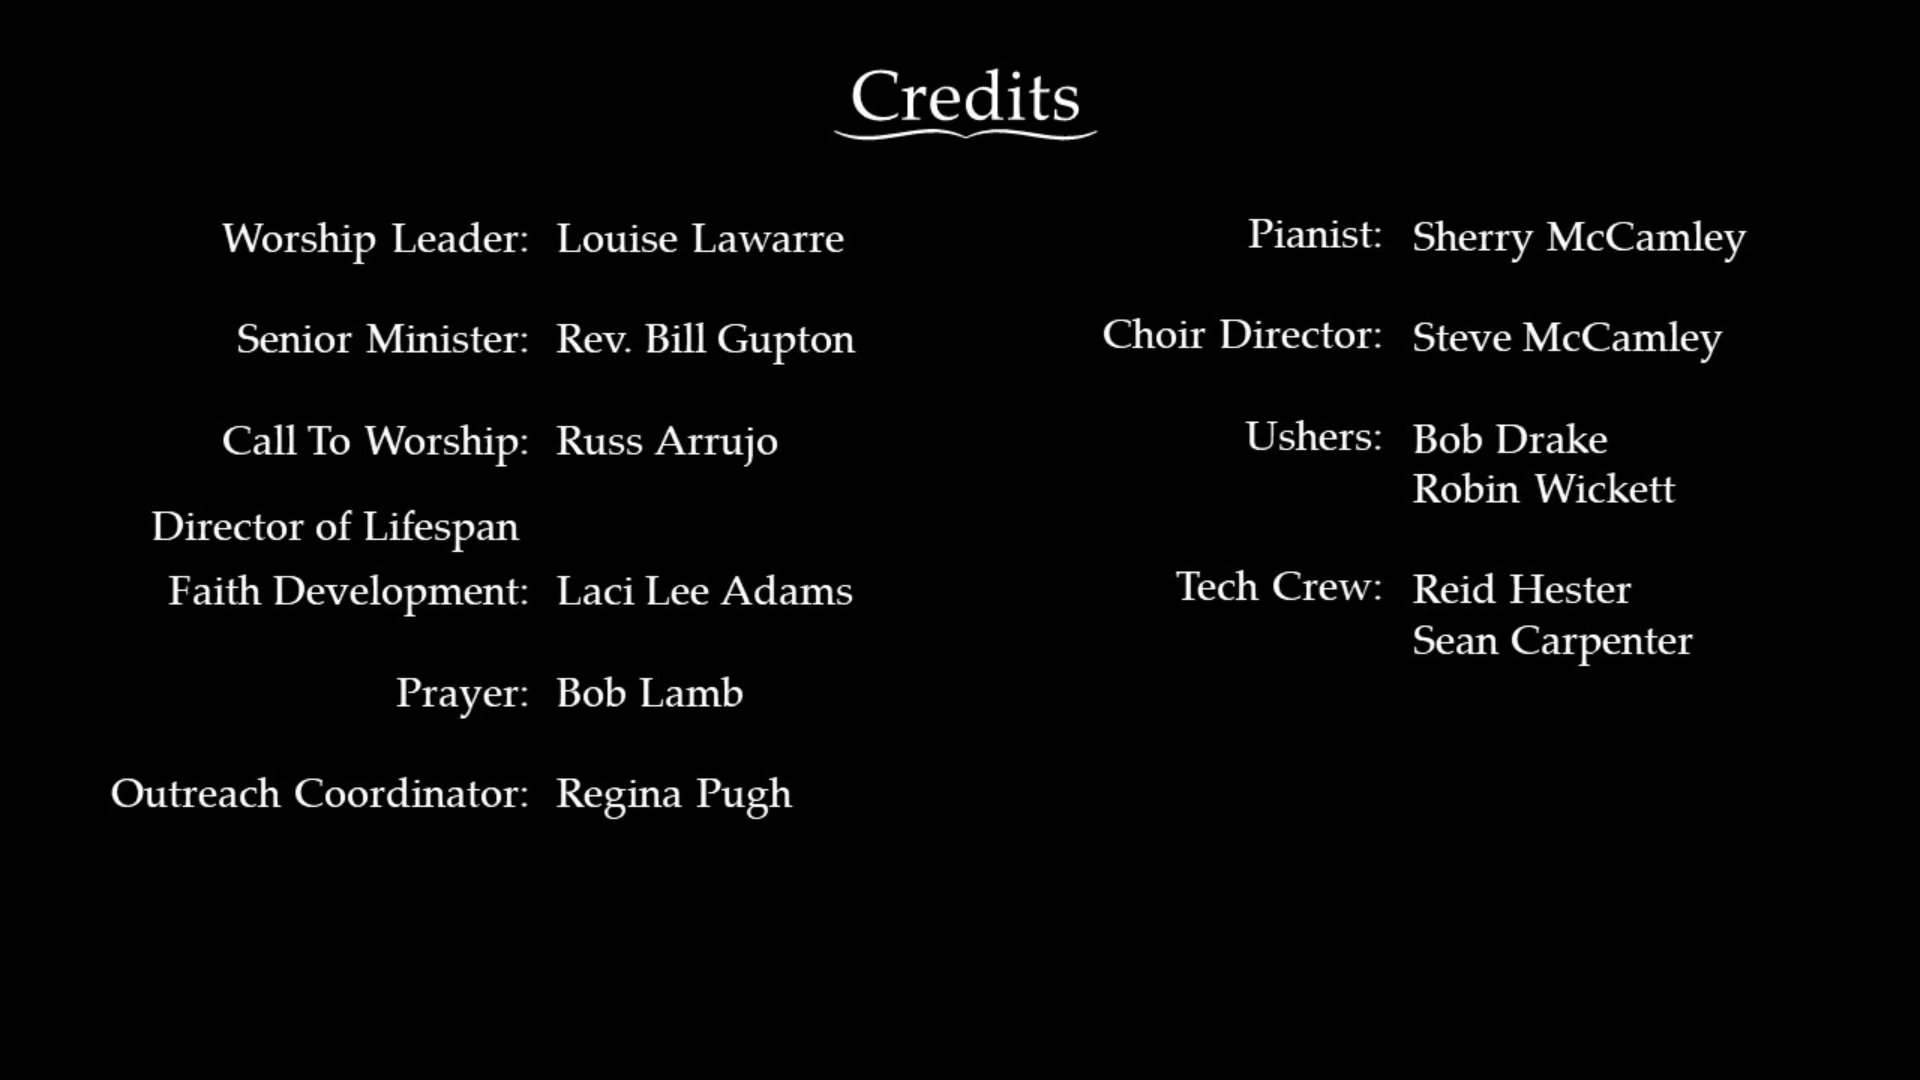 Credits
Worship Leader: Louise Lawarre
Senior Minister: Rev. Bill Gupton
Call To Worship: Russ Arrujo
Director of Lifespan
Faith Development: Laci Lee Adams
Prayer: Bob Lamb
Outreach Coordinator: Regina Pugh
Pianist: Sherry McCamley
Choir Director: Steve McCamley
Ushers: Bob Drake
Robin Wickett
Tech Crew: Reid Hester
Sean Carpenter